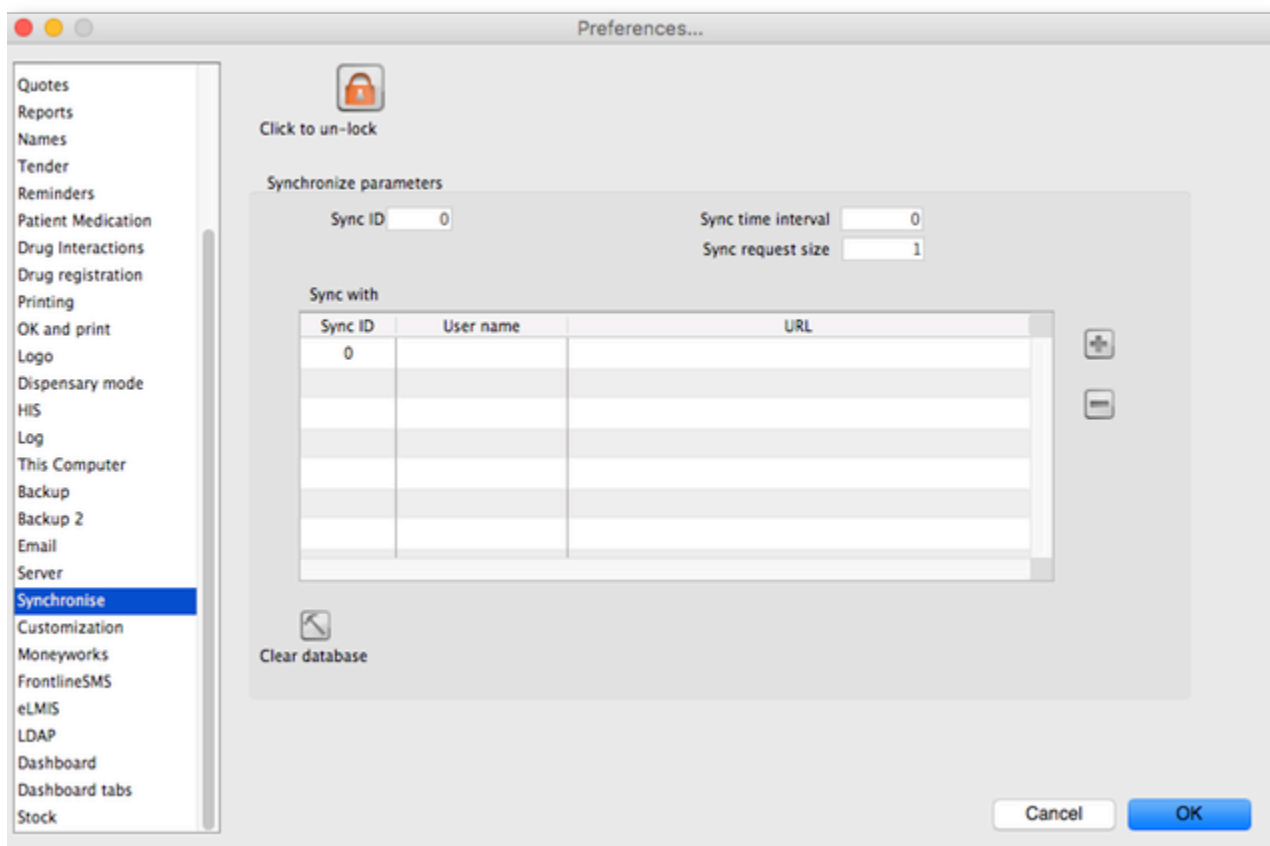 Preferences...
Quotes
Reports
Names
Tender
Reminders
Patient Medication
Drug Interactions
Drug registration
Printing
OK and print
Logo
Dispensary mode
HIS
Log
This Computer
Backup
Backup 2
Email
Server
Synchronise
Customization
Moneyworks
FrontlineSMS
eLMIS
LDAP
Dashboard
Dashboard tabs
Stock
Click to un-lock
Synchronize parameters
Sync ID 0 Sync time interval 0
Sync request size 1
Sync with
Sync ID User name URL
0
Clear database
Cancel OK